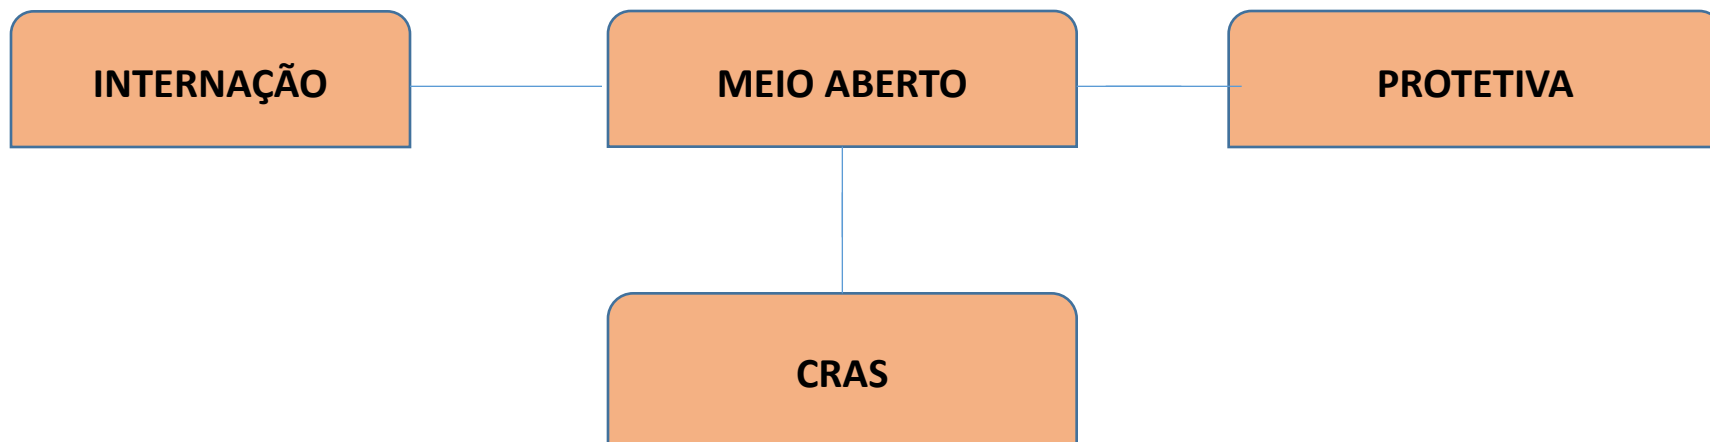 INTERNAÇÃO
MEIO ABERTO
PROTETIVA
CRAS